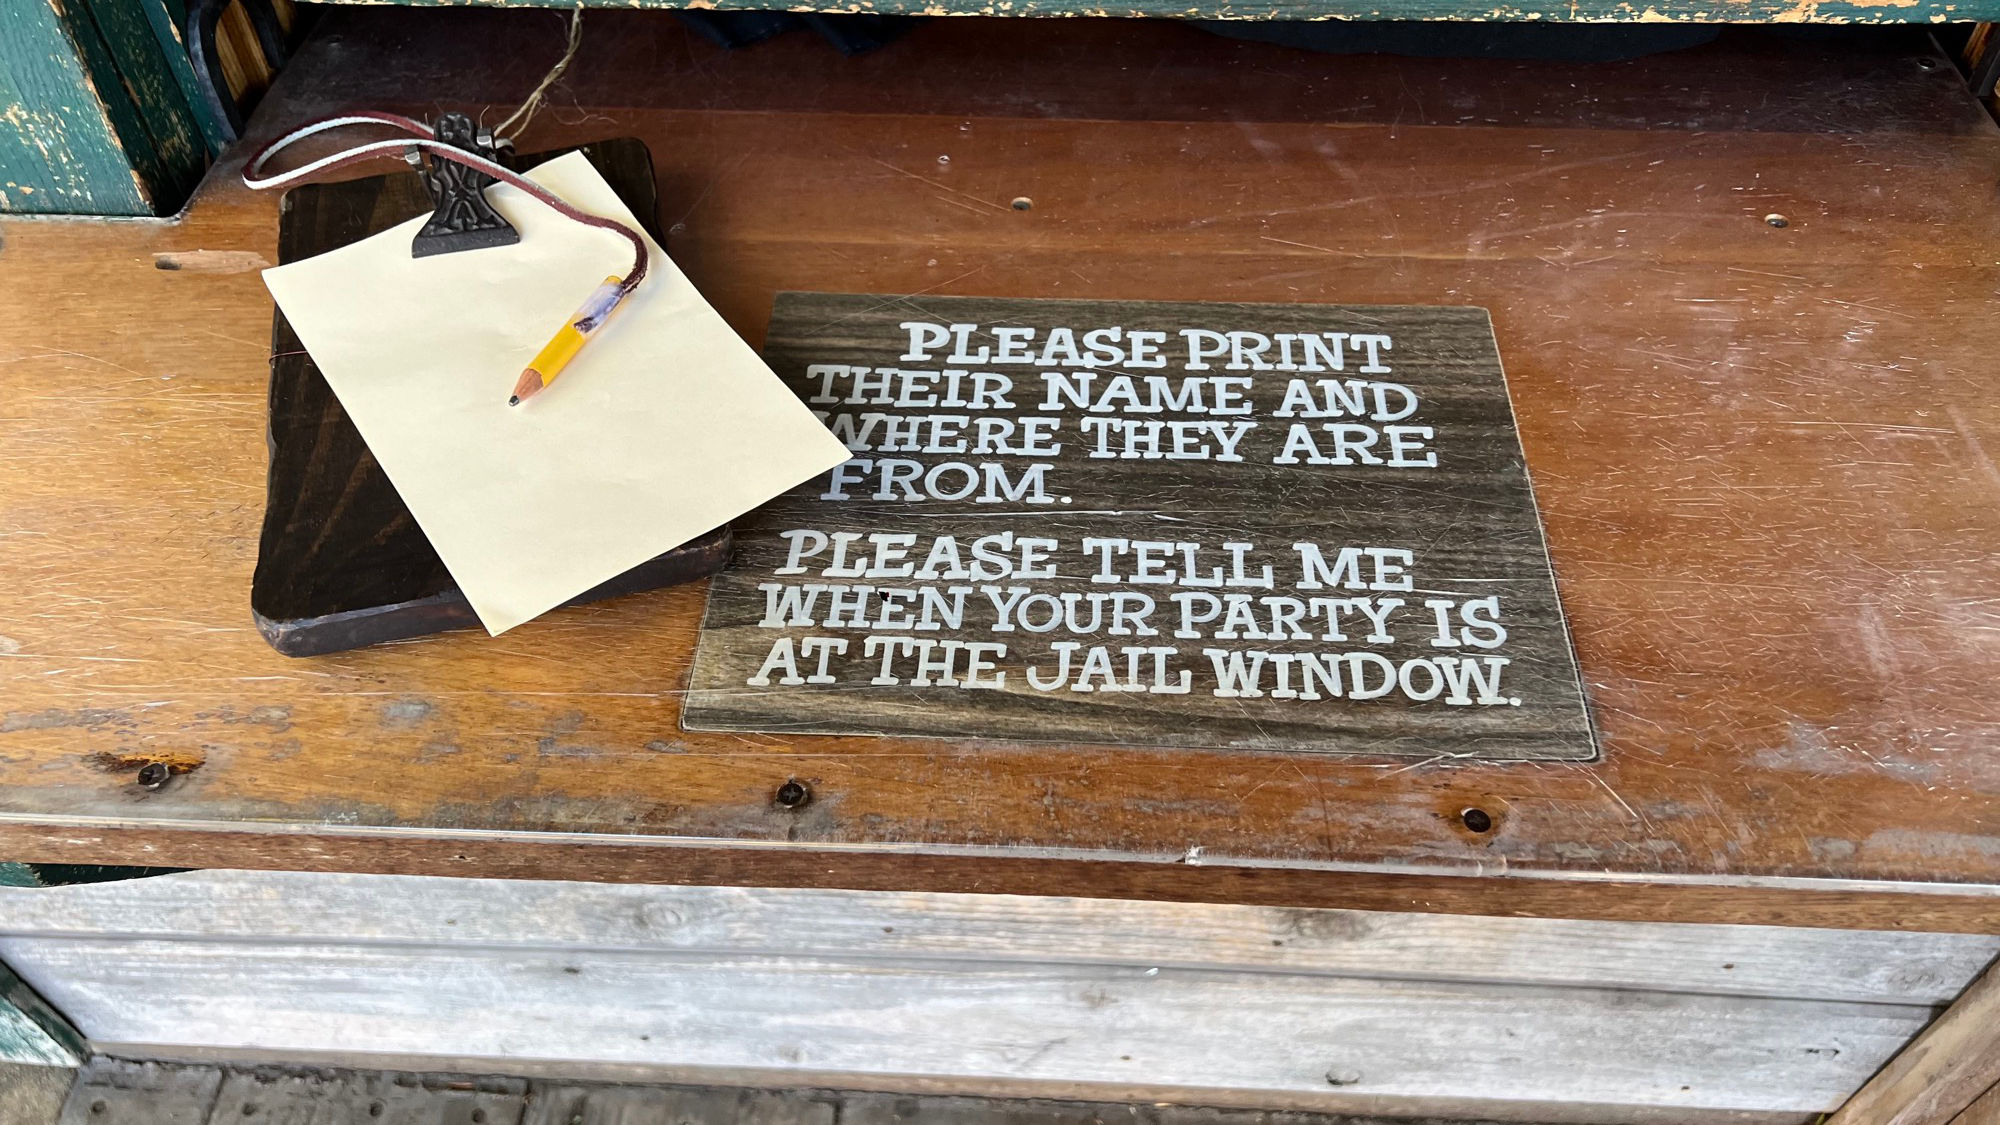 PLEASE PRINT
THEIR NAME AND
WHERE THEY ARE
FROM.
PLEASE TELL ME
WHEN YOUR PARTY IS
AT THE JAIL WINDOW.